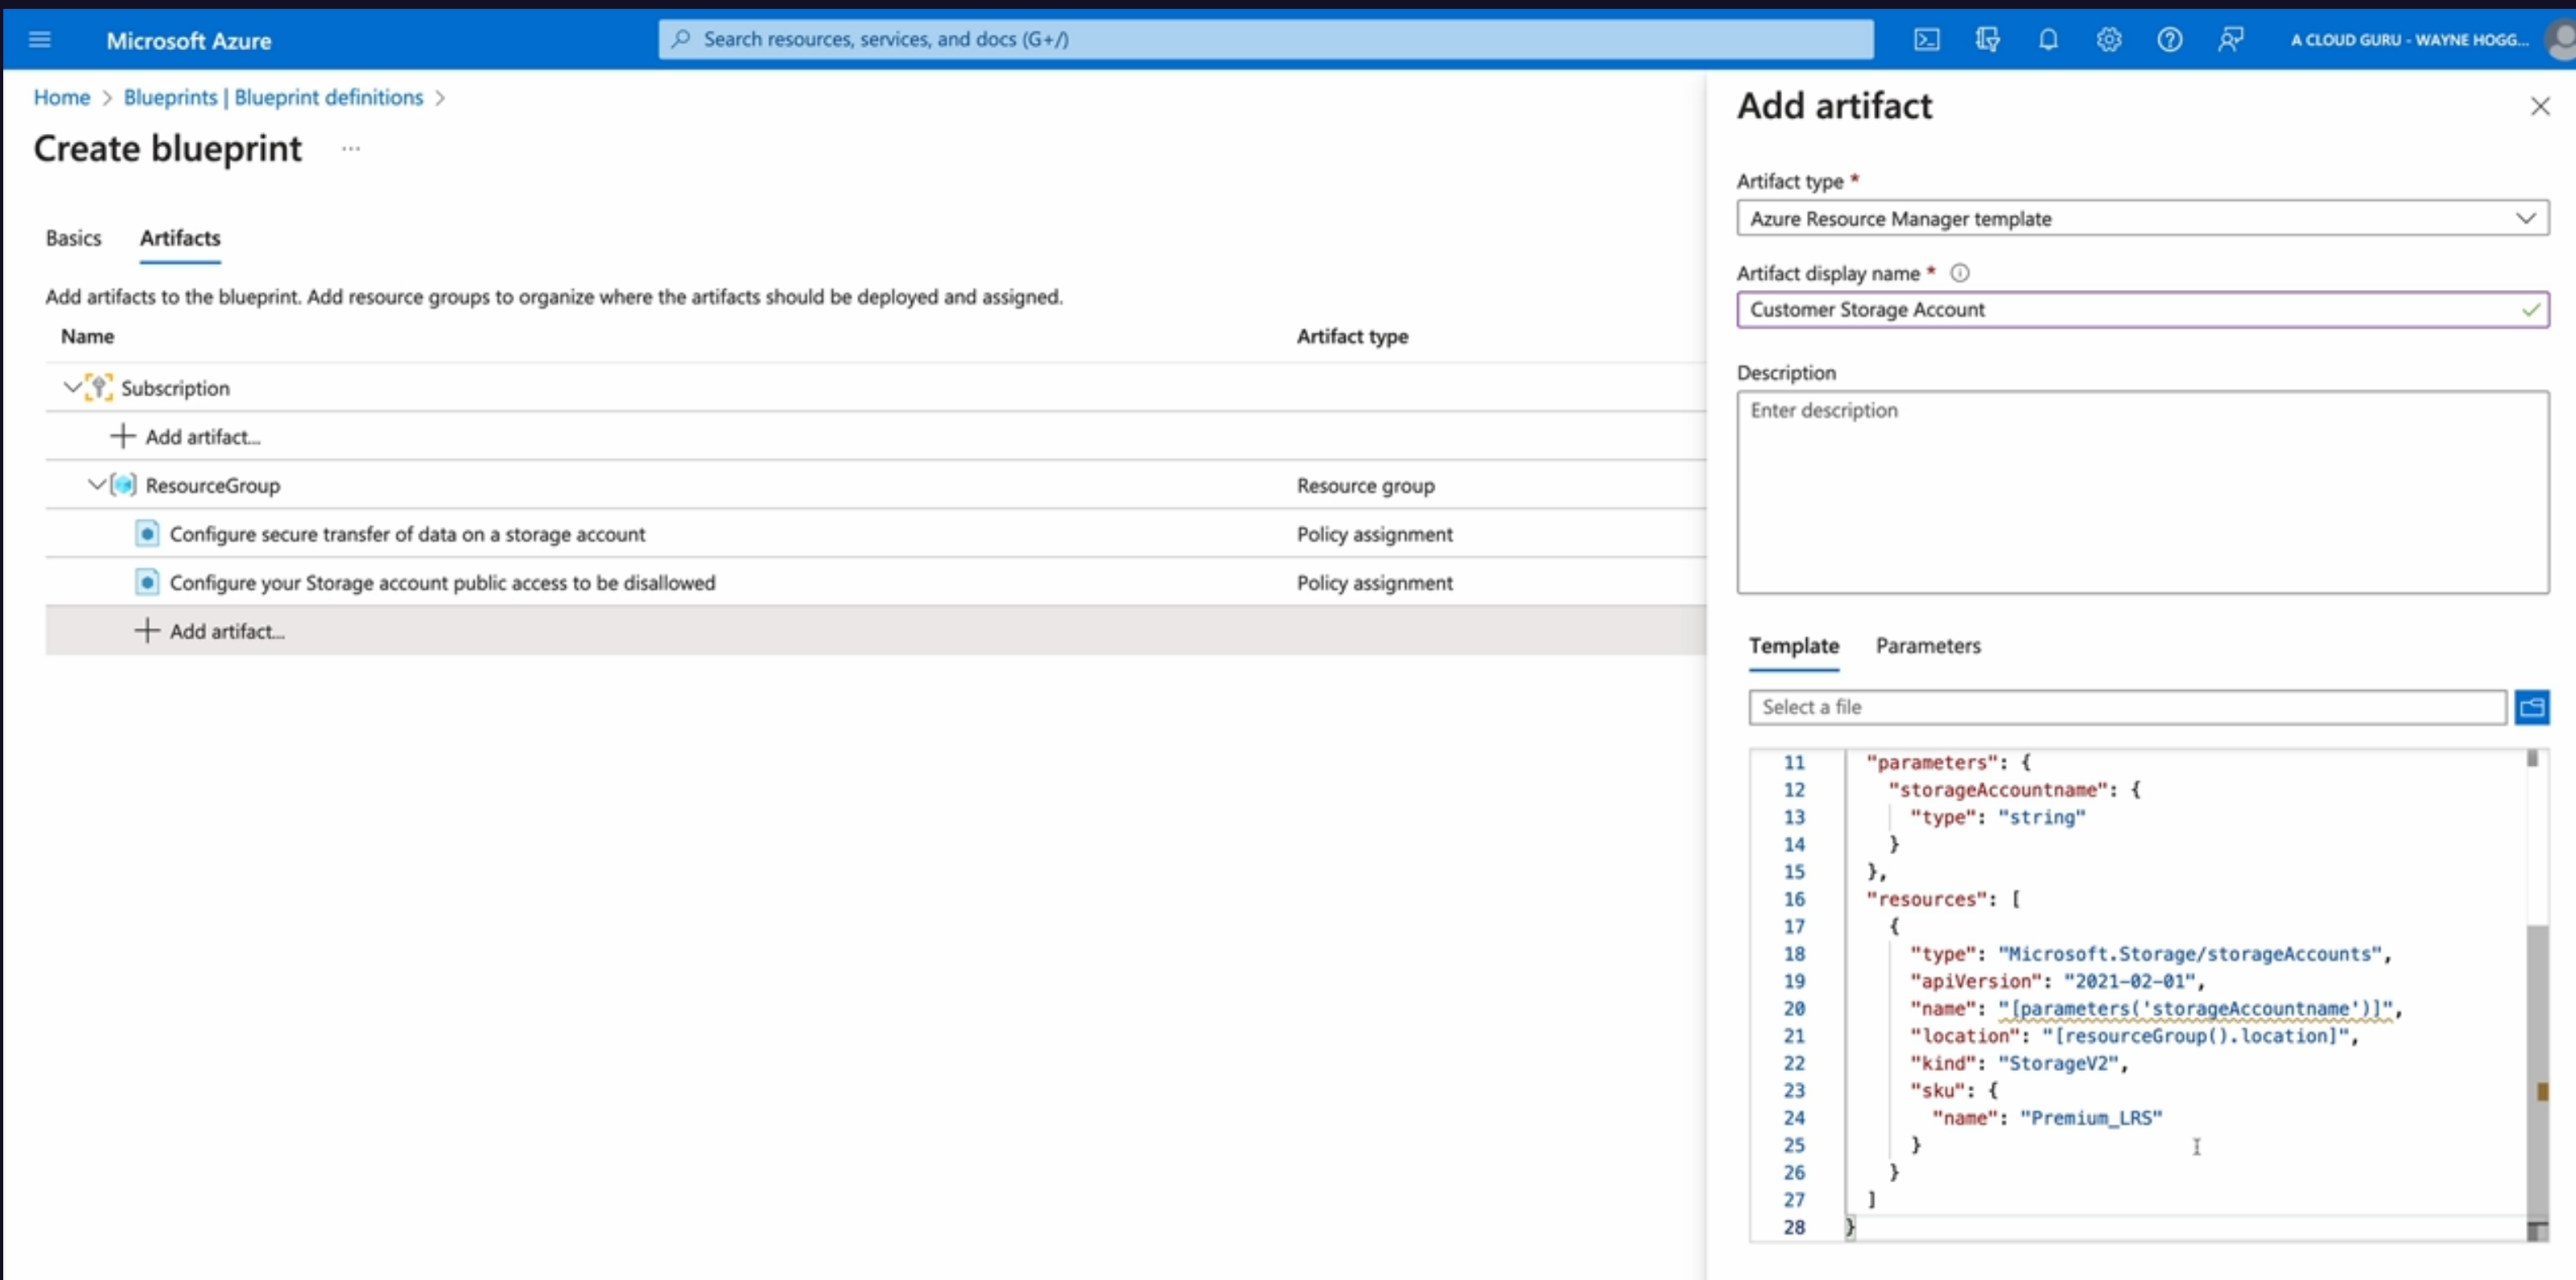 Microsoft Azure
Search resources, services, and docs (G+/)
A CLOUD GURU - WAYNE HOGG...
Home > Blueprints | Blueprint definitions >
Create blueprint ...
Basics Artifacts
Add artifacts to the blueprint. Add resource groups to organize where the artifacts should be deployed and assigned.
Name Artifact type
Subscription
Add artifact...
ResourceGroup Resource group
Configure secure transfer of data on a storage account Policy assignment
Configure your Storage account public access to be disallowed Policy assignment
Add artifact...
Add artifact
Artifact type *
Azure Resource Manager template
Artifact display name *
Customer Storage Account
Description
Enter description
Template Parameters
Select a file
11 "parameters": {
12 "storageAccountname": {
13 "type": "string"
14 }
15 },
16 "resources": [
17 {
18 "type": "Microsoft.Storage/storageAccounts",
19 "apiVersion": "2021-02-01",
20 "name": "[parameters('storageAccountname')]",
21 "location": "[resourceGroup().location]",
22 "kind": "StorageV2",
23 "sku": {
24 "name": "Premium_LRS"
25 }
26 }
27 ]
28 }